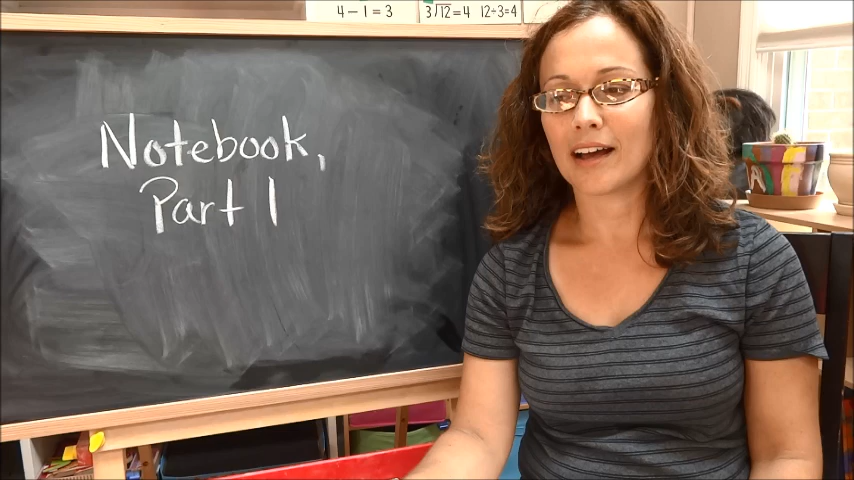 4 - 1 = 3
3√12 = 4 12÷3=4
Notebook,
Part 1